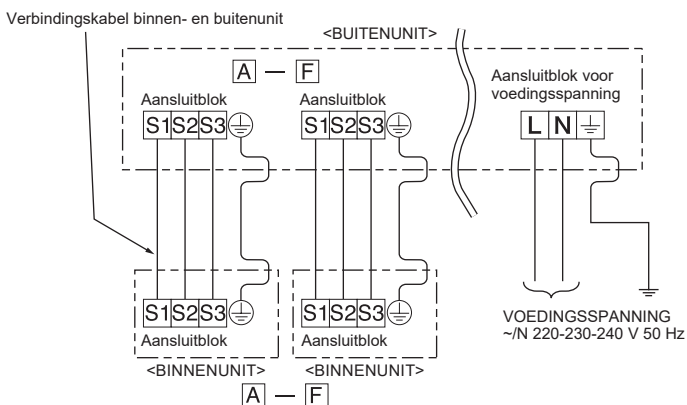 Verbindingskabel binnen- en buitenunit
<BUITENUNIT>
A — F
Aansluitblok
Aansluitblok
Aansluitblok voor
voedingsspanning
S1 S2 S3
S1 S2 S3
L N
S1 S2 S3
S1 S2 S3
Aansluitblok
Aansluitblok
VOEDINGSSPANNING
~/N 220-230-240 V 50 Hz
<BINNENUNIT>
<BINNENUNIT>
A — F